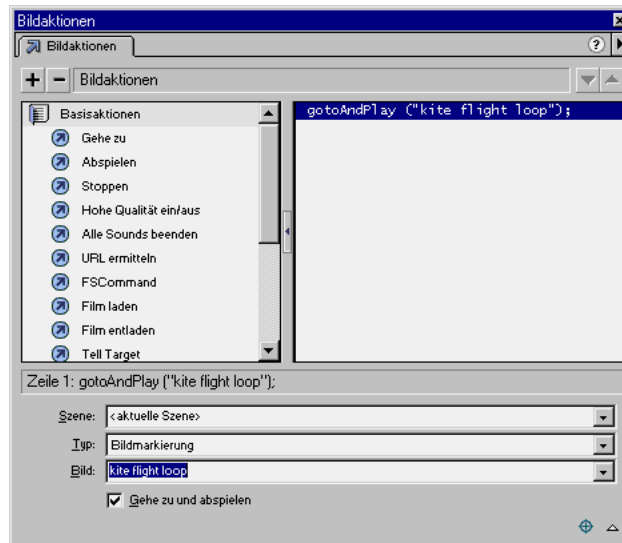 Bildaktionen
Bildaktionen
?
Bildaktionen
Basisaktionen
Gehe zu
Abspielen
Stoppen
Hohe Qualität ein/aus
Alle Sounds beenden
URL ermitteln
FSCommand
Film laden
Film entladen
Tell Target
gotoAndPlay ("kite flight loop");
Zeile 1: gotoAndPlay ("kite flight loop");
Szene: <aktuelle Szene>
Typ: Bildmarkierung
Bild: kite flight loop
Gehe zu und abspielen